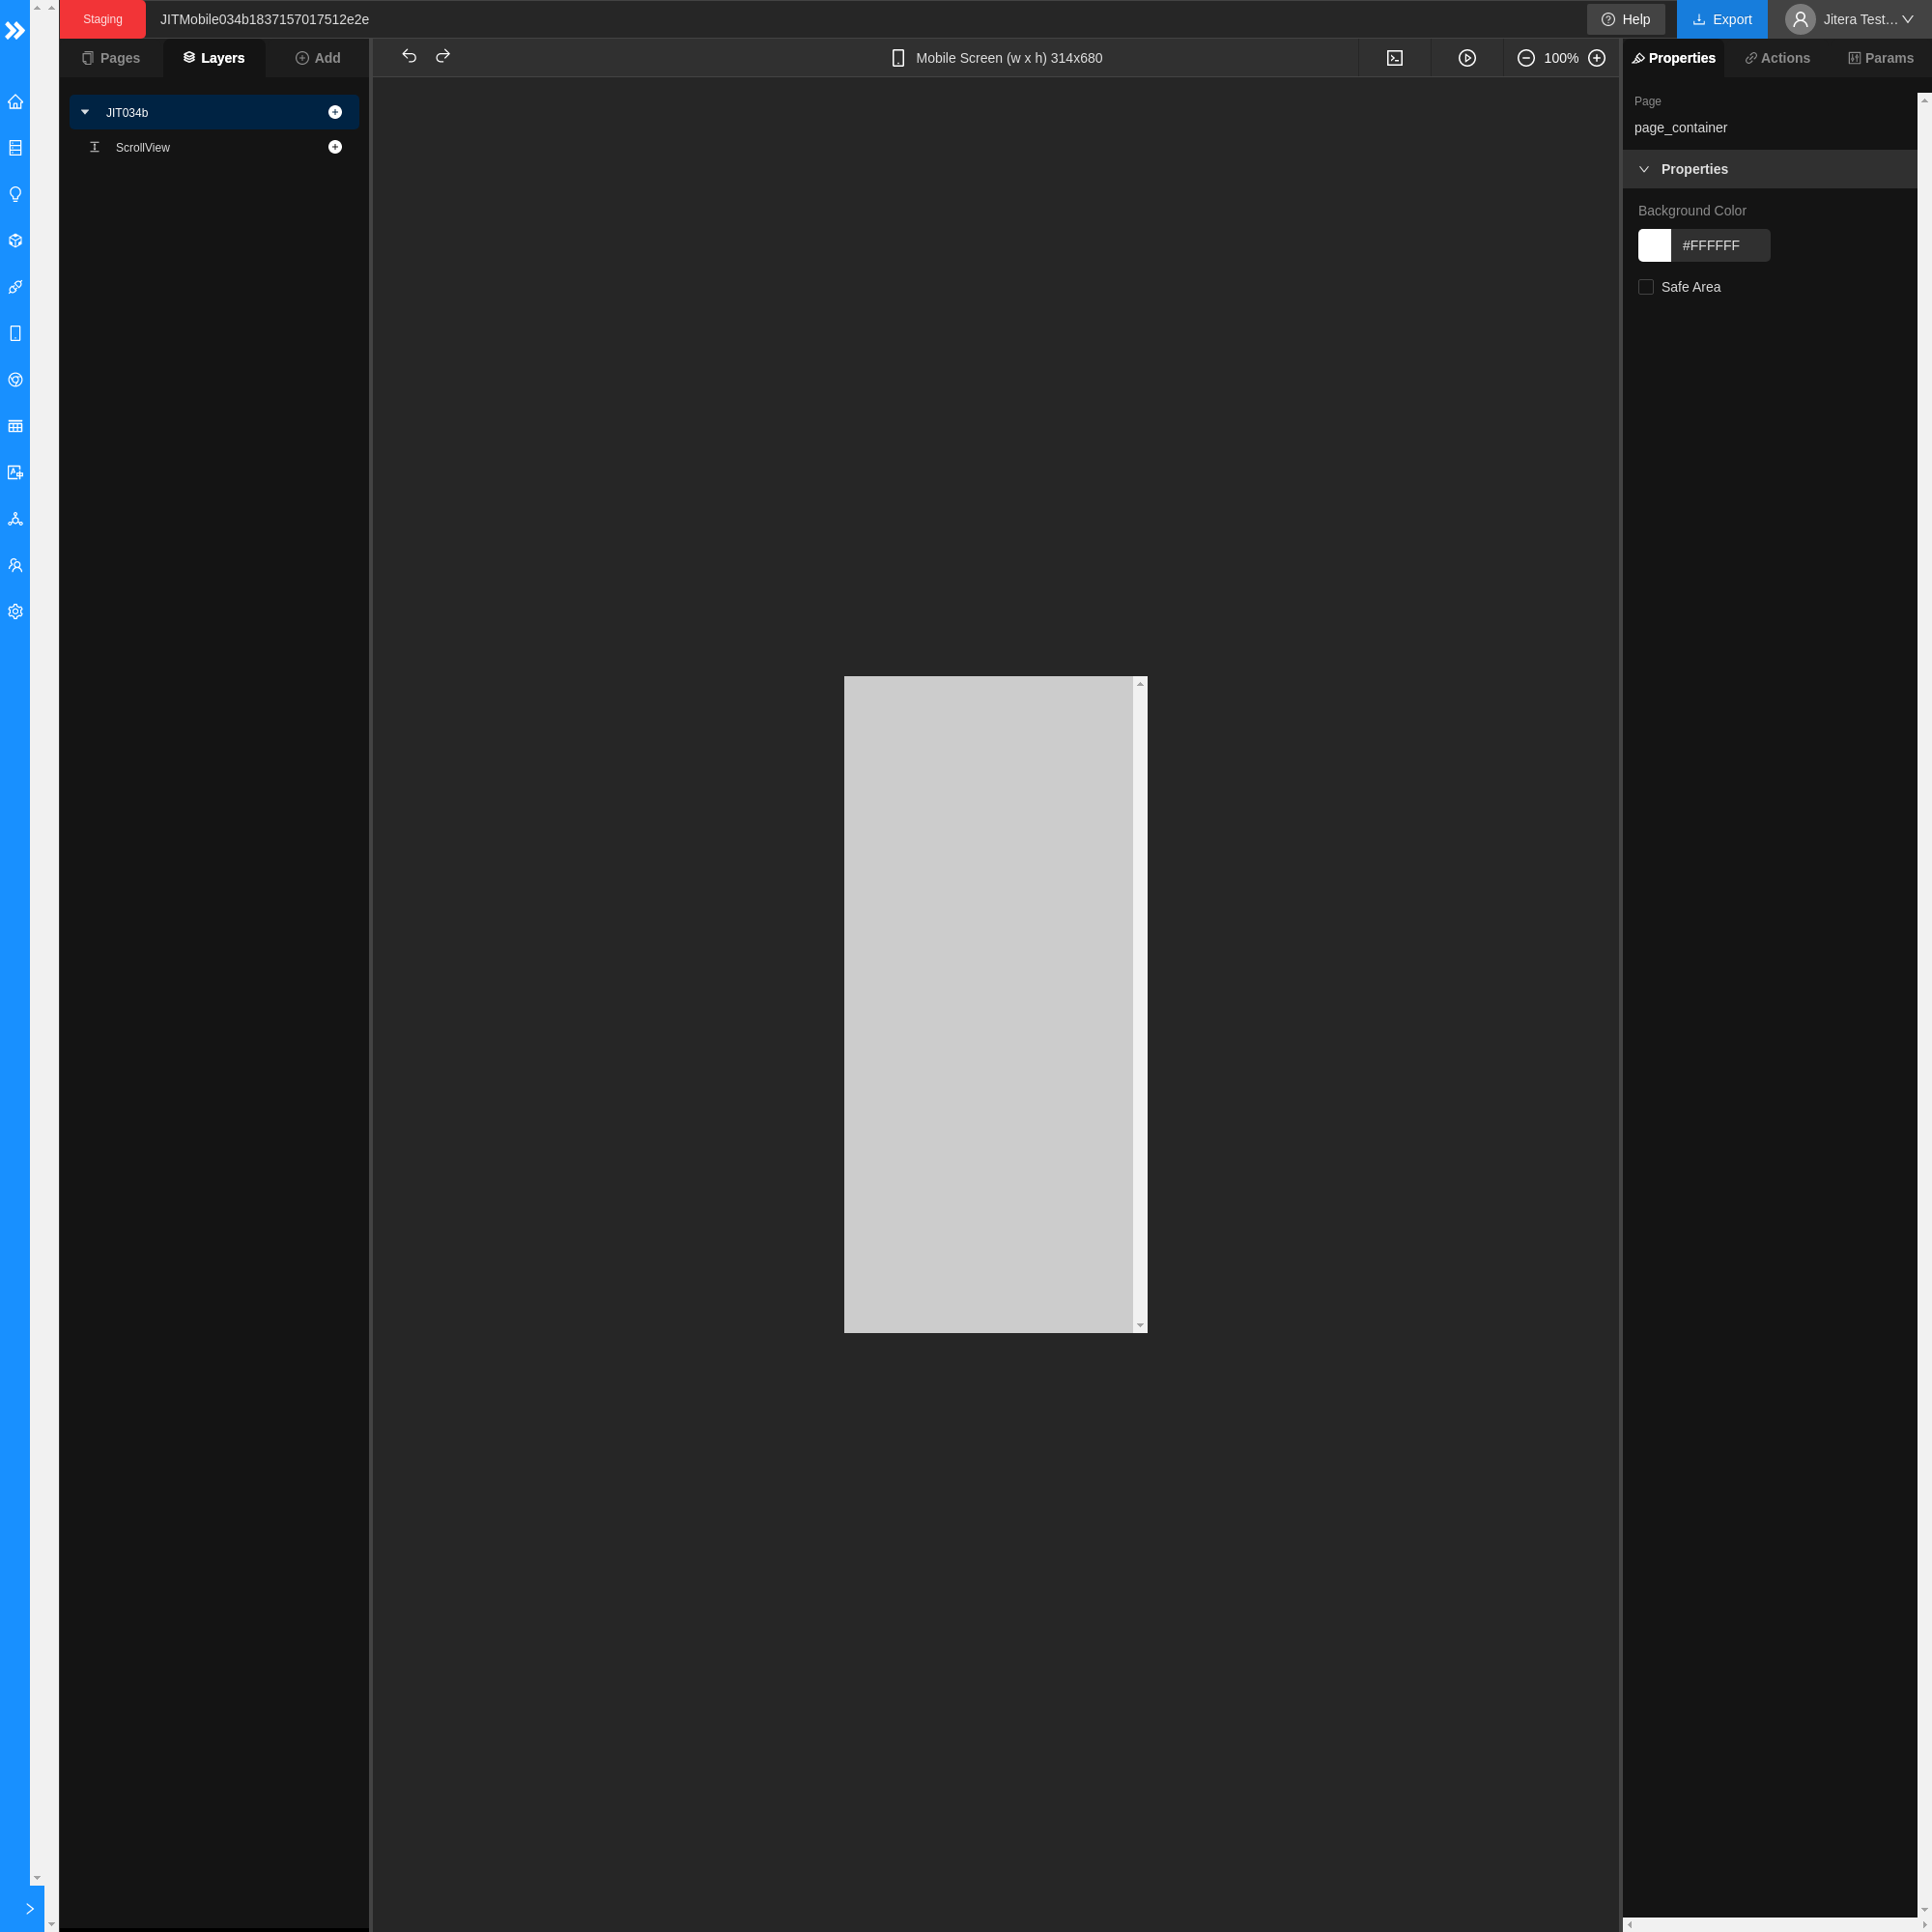 Staging
JITMobile034b1837157017512e2e
Help
Export
Jitera Test...
Pages
Layers
Add
Mobile Screen (w x h) 314x680
100%
Properties
Actions
Params
JIT034b
ScrollView
Page
page_container
Properties
Background Color
#FFFFFF
Safe Area